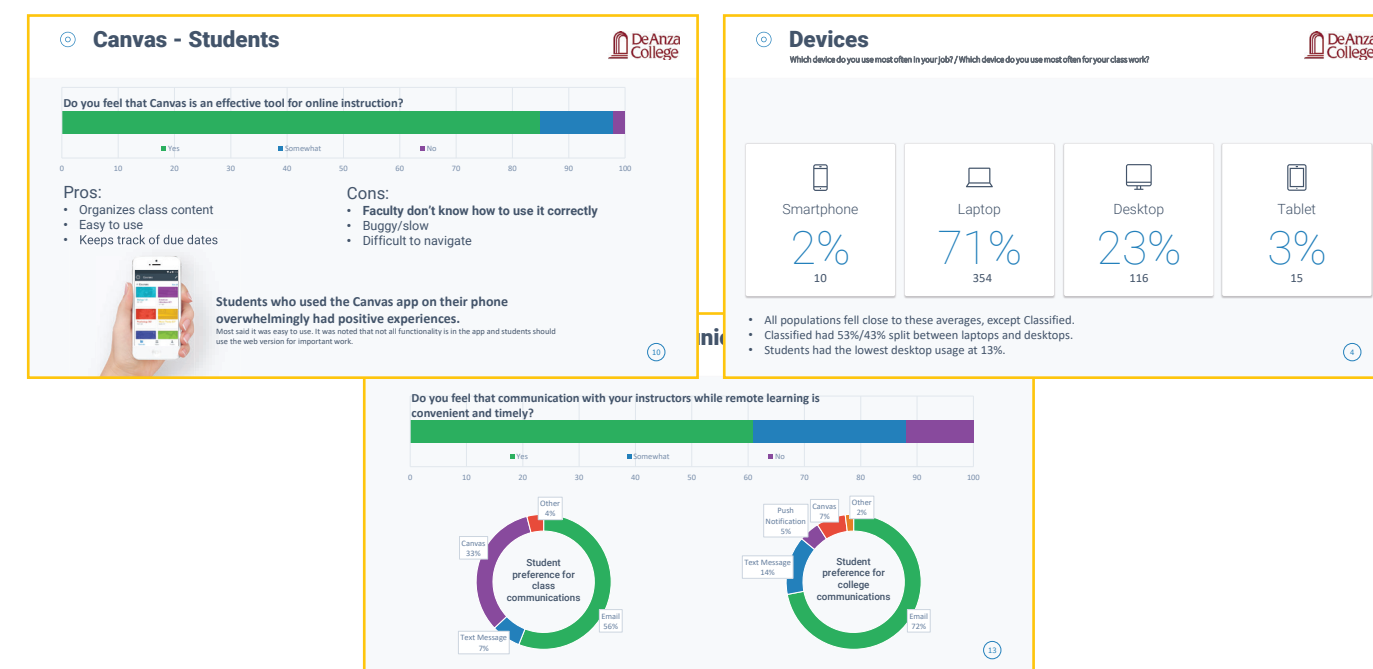 Canvas - Students
DeAnza
College
Do you feel that Canvas is an effective tool for online instruction?
Yes
Somewhat
No
0 10 20 30 40 50 60 70 80 90 100
Pros:
• Organizes class content
• Easy to use
• Keeps track of due dates
Cons:
• Faculty don't know how to use it correctly
• Buggy/slow
• Difficult to navigate
Students who used the Canvas app on their phone
overwhelmingly had positive experiences.
Most said it was easy to use. It was noted that not all functionality is in the app and students should
use the web version for important work.
10
Devices
Which device do you use most often in your job? / Which device do you use most often for your class work?
DeAnza
College
Smartphone
2%
10
Laptop
71%
354
Desktop
23%
116
Tablet
3%
15
• All populations fell close to these averages, except Classified.
• Classified had 53%/43% split between laptops and desktops.
• Students had the lowest desktop usage at 13%.
4
Do you feel that communication with your instructors while remote learning is
convenient and timely?
Yes
Somewhat
No
0 10 20 30 40 50 60 70 80 90 100
Other
4%
Canvas
33%
Student
preference for
class
communications
Email
56%
Text Message
7%
Other
2%
Canvas
7%
Push
Notification
5%
Text Message
14%
Student
preference for
college
communications
Email
72%
13